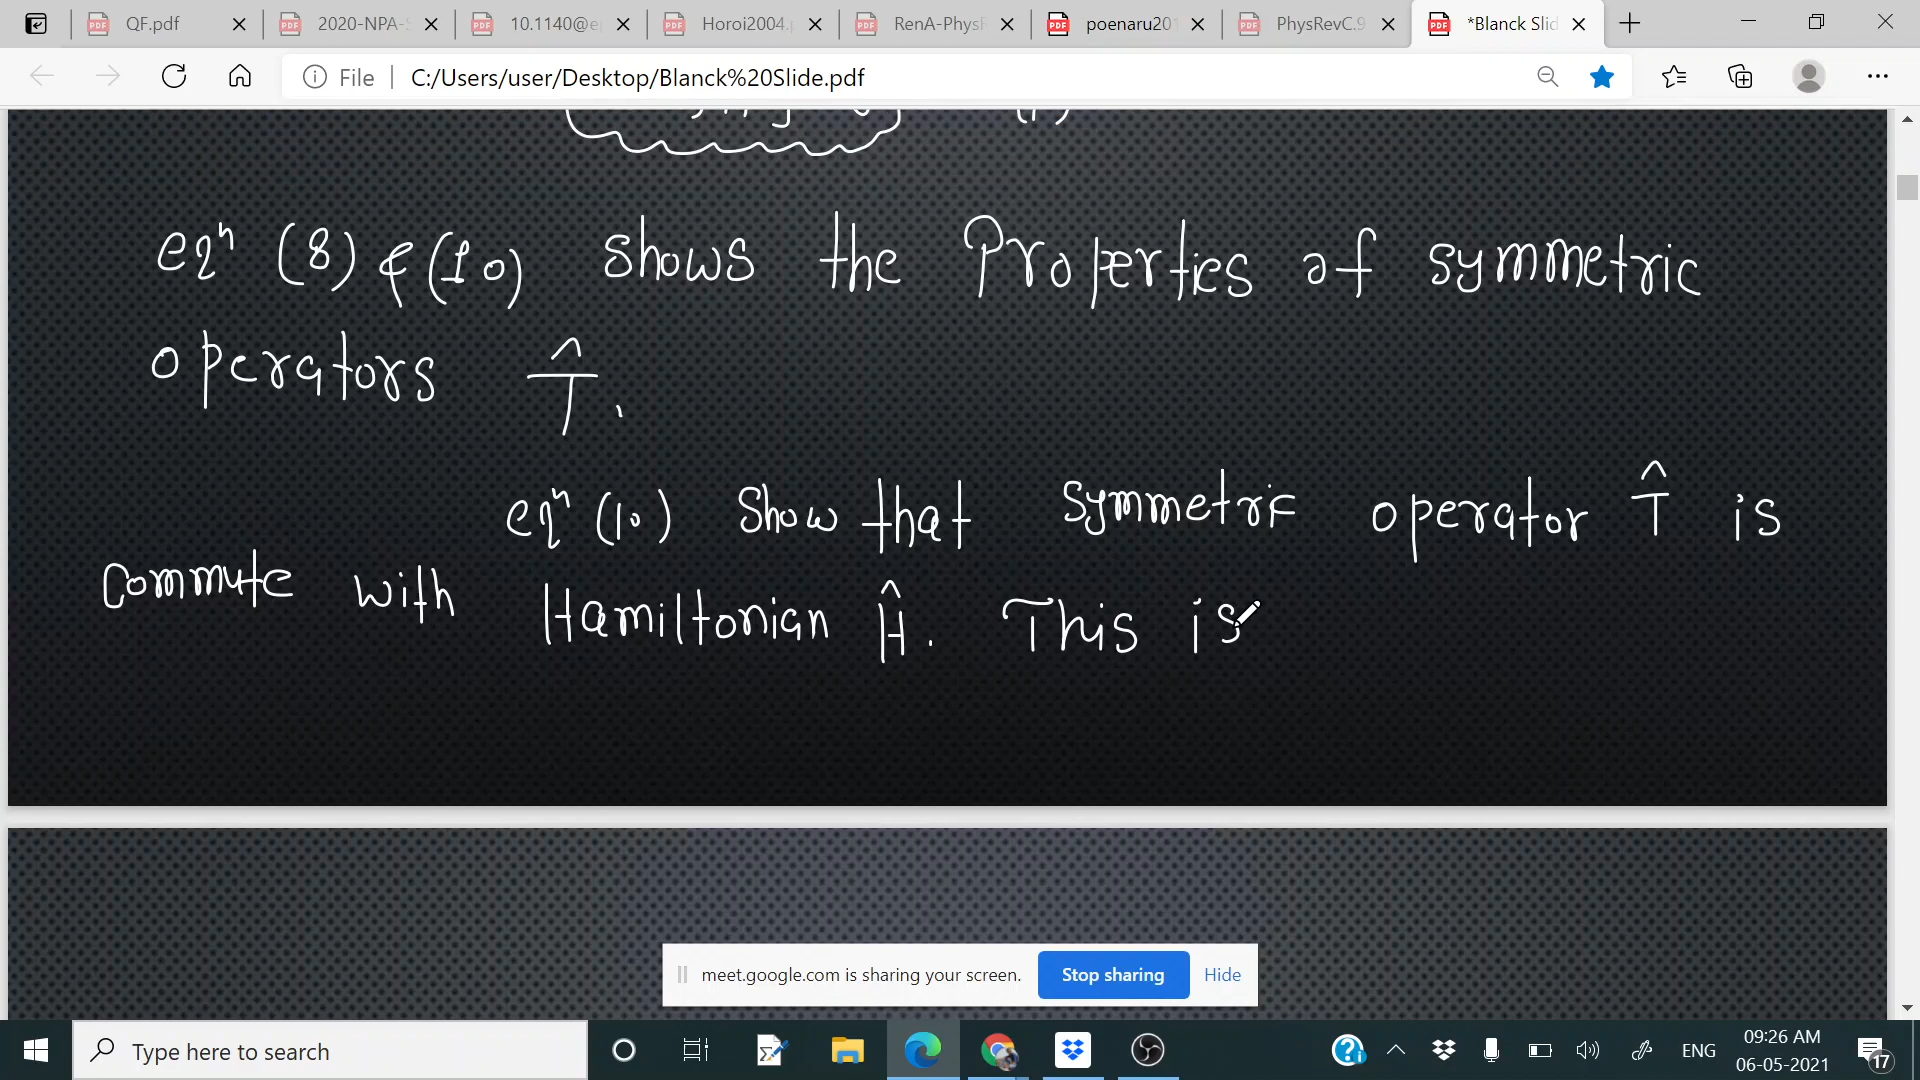 QF.pdf
2020-NPA-S
10.1140@e
Horoi2004.
RenA-PhysR
poenaru201
PhysRevC.9
*Blanck Slid
File
C:/Users/user/Desktop/Blanck%20Slide.pdf
eqⁿ (8) & (10) shows the Properties of symmetric
operators T̂.
eqⁿ (10) Show that symmetric operator T̂ is
Commute with Hamiltonian Ĥ. This is
meet.google.com is sharing your screen.
Stop sharing
Hide
Type here to search
ENG
09:26 AM
06-05-2021
17